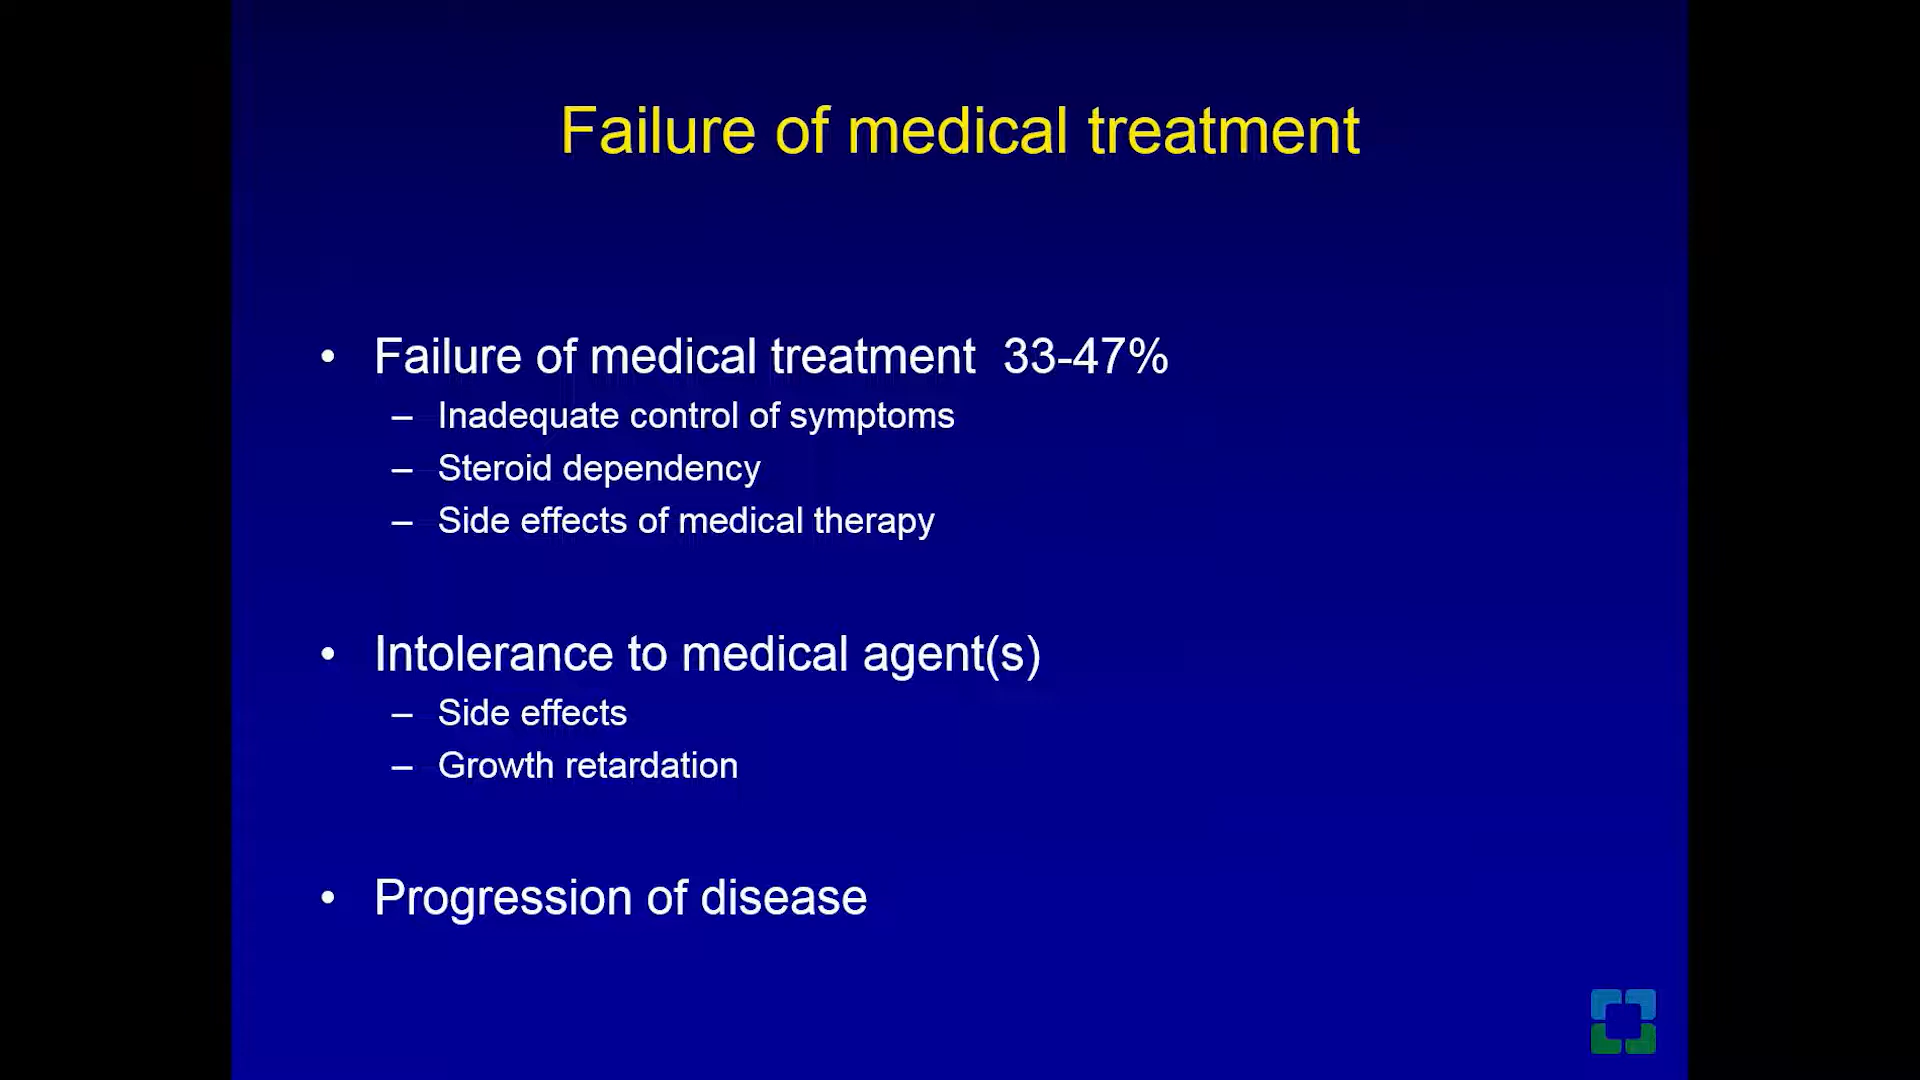 Failure of medical treatment
• Failure of medical treatment  33-47%
– Inadequate control of symptoms
– Steroid dependency
– Side effects of medical therapy
• Intolerance to medical agent(s)
– Side effects
– Growth retardation
• Progression of disease